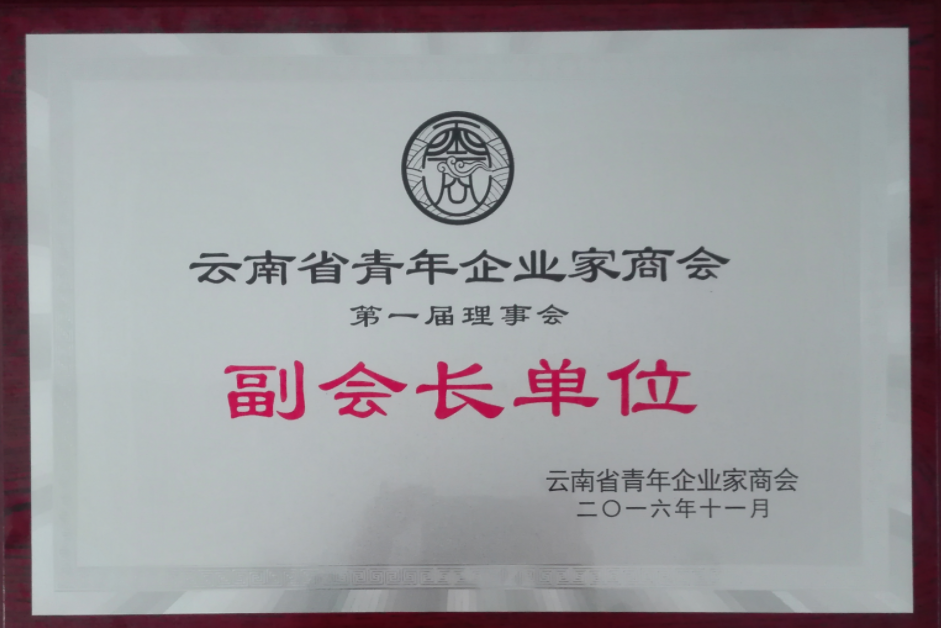 云南省青年企业家商会
第一届理事会
副会长单位
云南省青年企业家商会
二〇一六年十一月